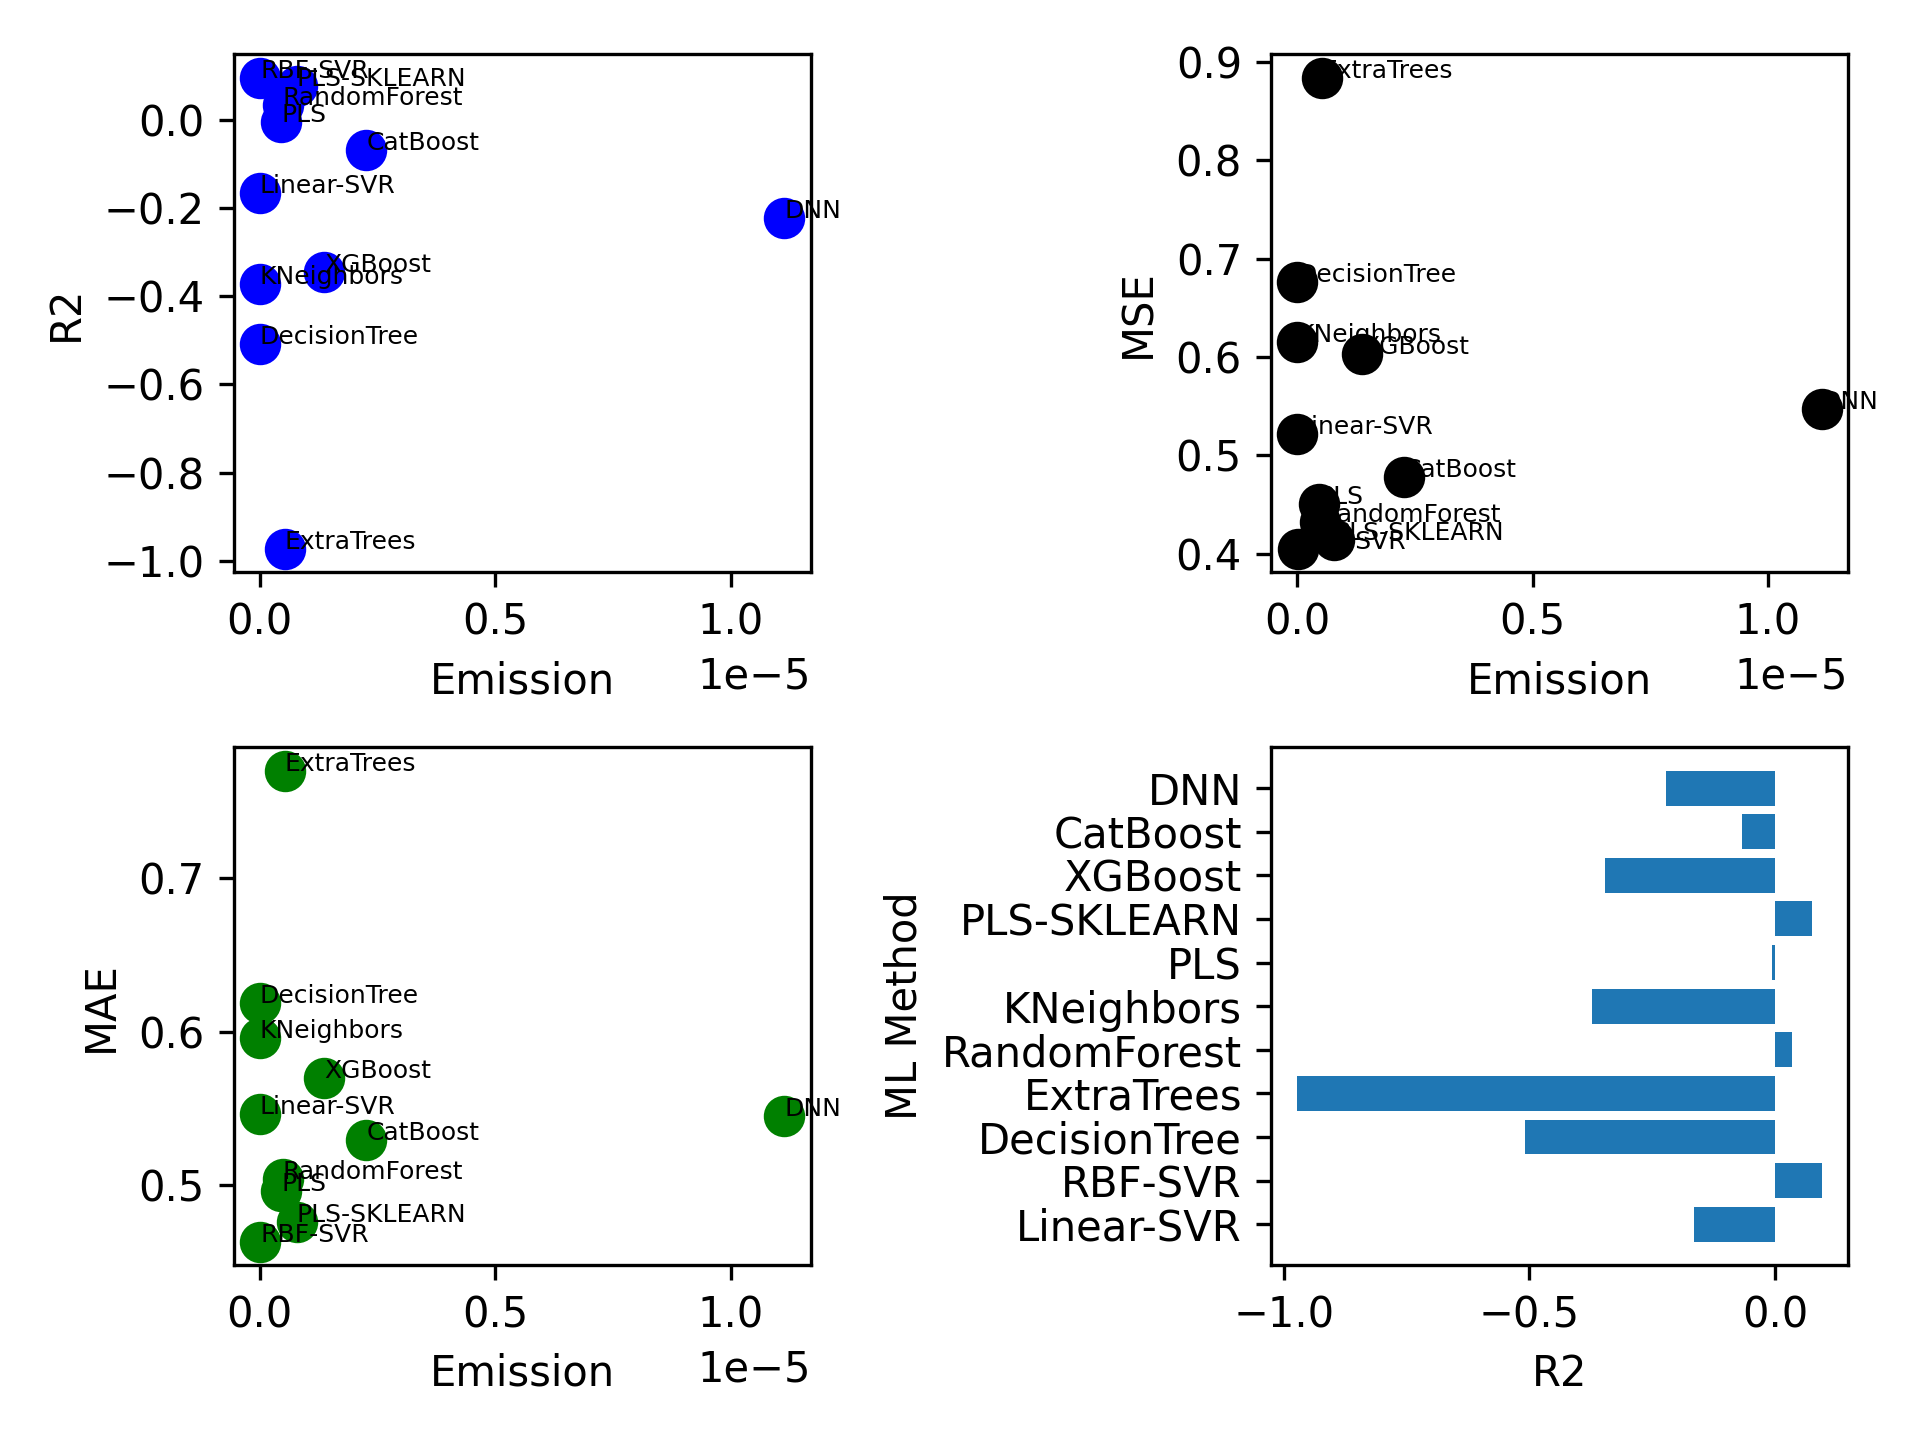 R2
0.0
−0.2
−0.4
−0.6
−0.8
−1.0
RBF-SVR
PLS-SKLEARN
RandomForest
PLS
CatBoost
Linear-SVR
DNN
XGBoost
KNeighbors
DecisionTree
ExtraTrees
0.0 0.5 1.0
Emission 1e−5
MSE
0.9
0.8
0.7
0.6
0.5
0.4
ExtraTrees
DecisionTree
KNeighbors
XGBoost
DNN
Linear-SVR
CatBoost
PLS
RandomForest
PLS-SKLEARN
SVR
0.0 0.5 1.0
Emission 1e−5
MAE
0.7
0.6
0.5
ExtraTrees
DecisionTree
KNeighbors
XGBoost
Linear-SVR
DNN
CatBoost
RandomForest
PLS
PLS-SKLEARN
RBF-SVR
0.0 0.5 1.0
Emission 1e−5
ML Method
DNN
CatBoost
XGBoost
PLS-SKLEARN
PLS
KNeighbors
RandomForest
ExtraTrees
DecisionTree
RBF-SVR
Linear-SVR
−1.0 −0.5 0.0
R2